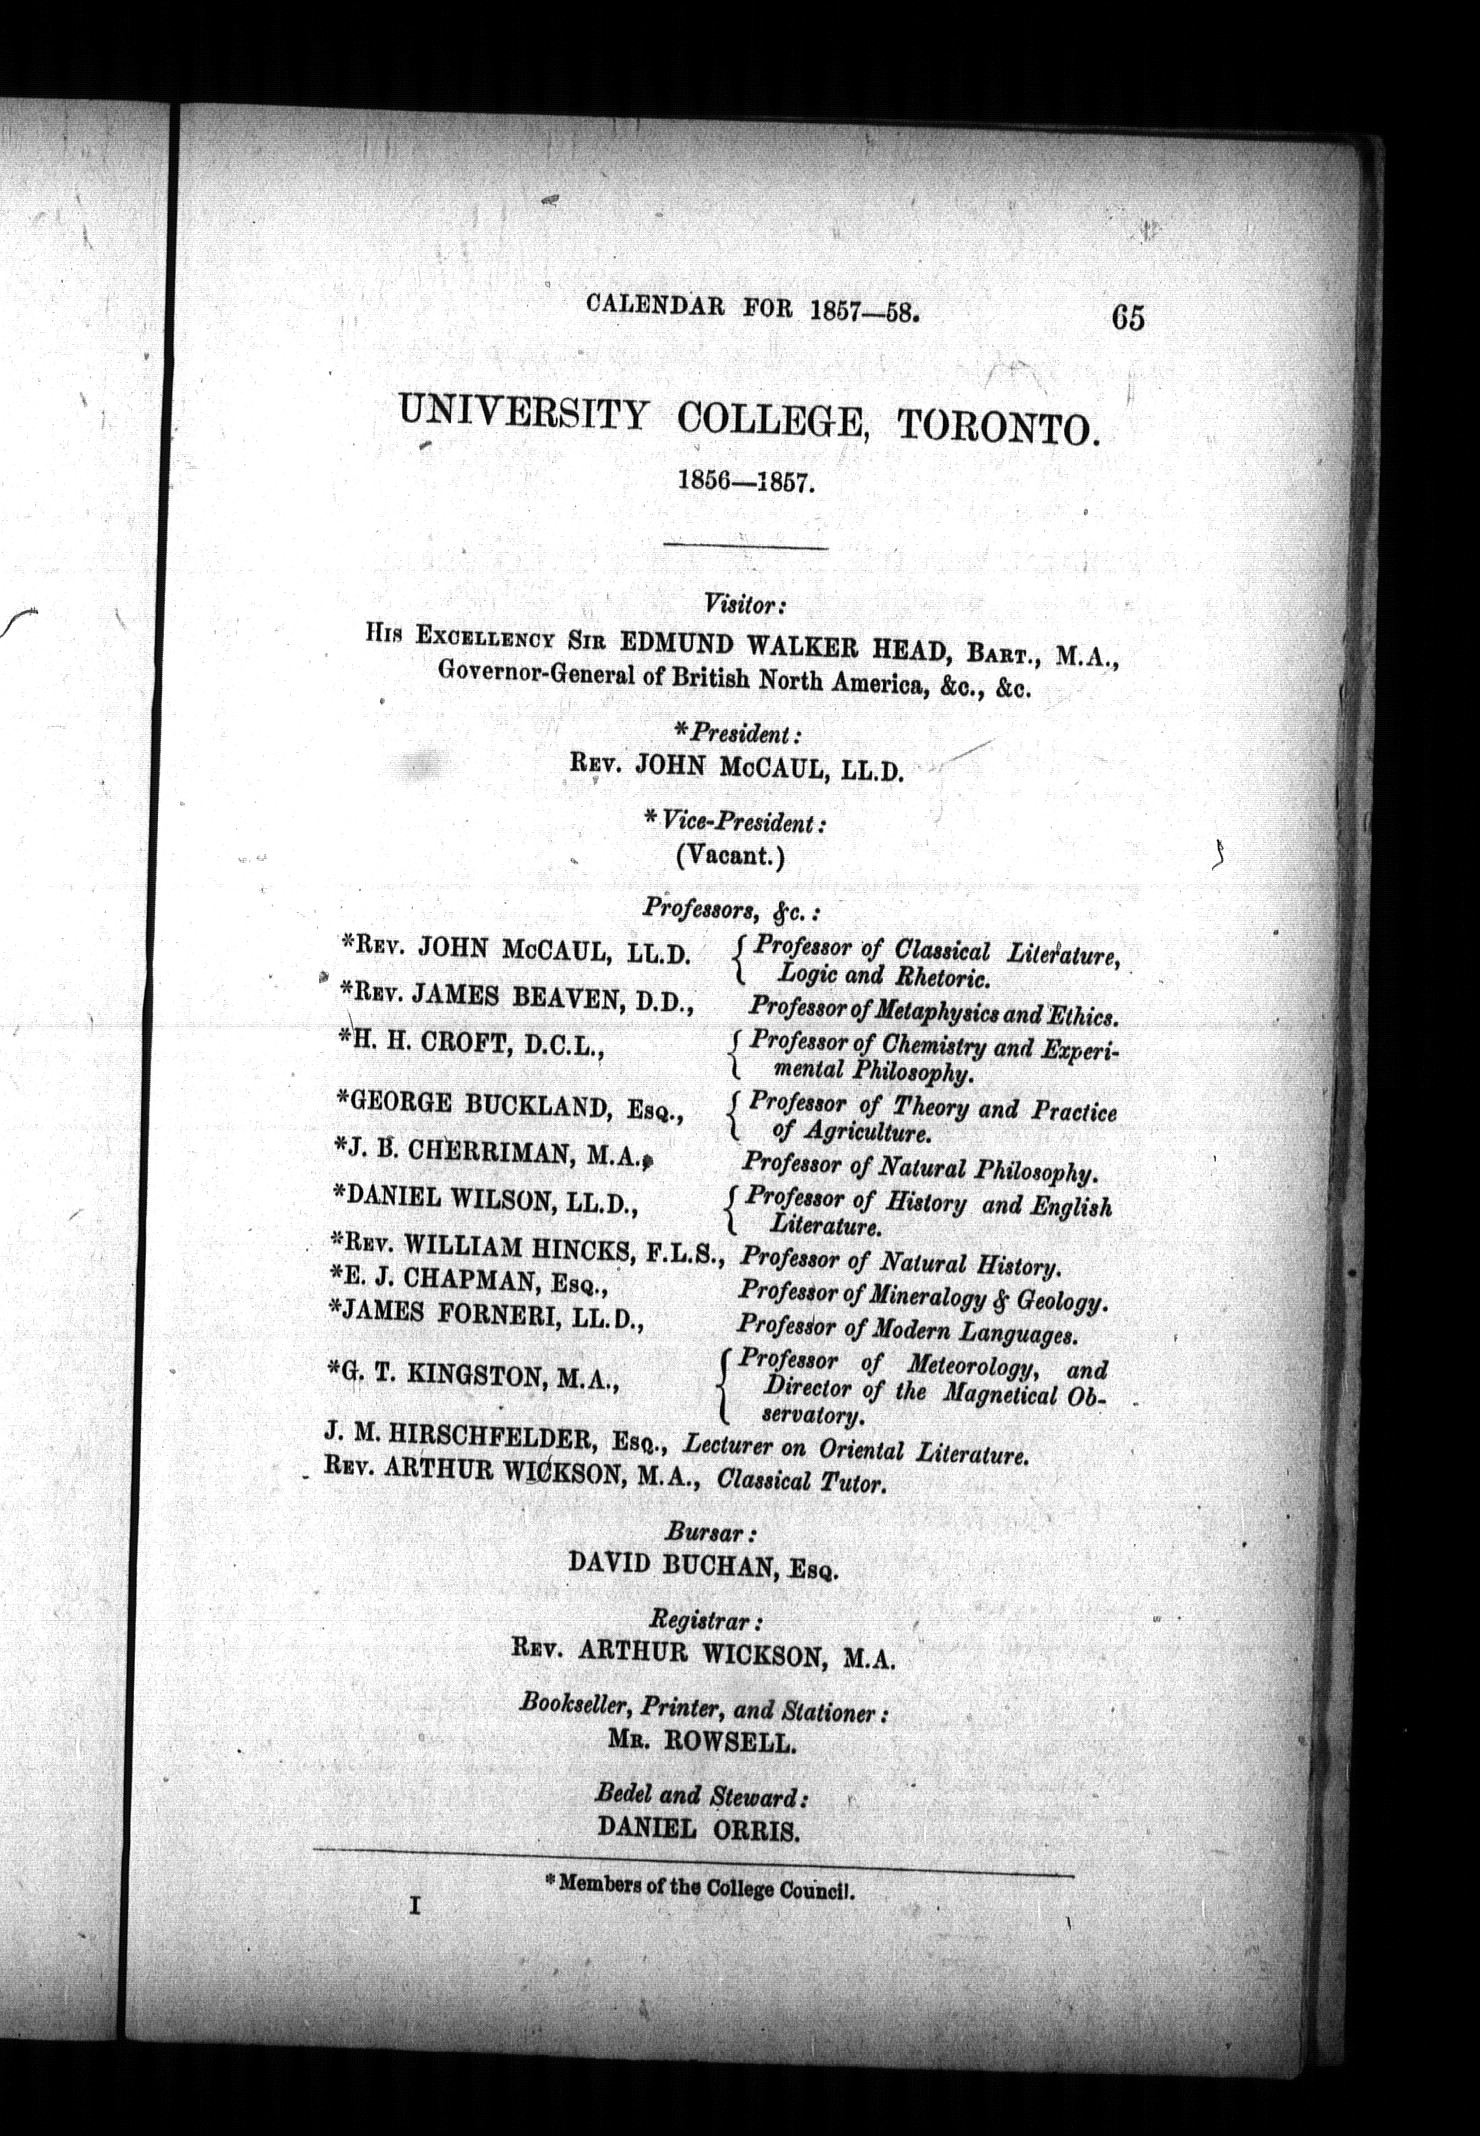 CALENDAR FOR 1857—58. 65
UNIVERSITY COLLEGE, TORONTO.
1856—1857.
Visitor:
His Excellency Sir EDMUND WALKER HEAD, Bart., M.A.,
Governor-General of British North America, &c., &c.
*President:
Rev. JOHN McCAUL, LL.D.
*Vice-President:
(Vacant.)
Professors, &c.:
*Rev. JOHN McCAUL, LL.D. { Professor of Classical Literature,
Logic and Rhetoric.
*Rev. JAMES BEAVEN, D.D., Professor of Metaphysics and Ethics.
*H. H. CROFT, D.C.L., { Professor of Chemistry and Experi-
mental Philosophy.
*GEORGE BUCKLAND, Esq., { Professor of Theory and Practice
of Agriculture.
*J. B. CHERRIMAN, M.A., Professor of Natural Philosophy.
*DANIEL WILSON, LL.D., { Professor of History and English
Literature.
*Rev. WILLIAM HINCKS, F.L.S., Professor of Natural History.
*E. J. CHAPMAN, Esq., Professor of Mineralogy & Geology.
*JAMES FORNERI, LL.D., Professor of Modern Languages.
*G. T. KINGSTON, M.A., { Professor of Meteorology, and
Director of the Magnetical Ob-
servatory.
J. M. HIRSCHFELDER, Esq., Lecturer on Oriental Literature.
Rev. ARTHUR WICKSON, M.A., Classical Tutor.
Bursar:
DAVID BUCHAN, Esq.
Registrar:
Rev. ARTHUR WICKSON, M.A.
Bookseller, Printer, and Stationer:
Mr. ROWSELL.
Bedel and Steward:
DANIEL ORRIS.
*Members of the College Council.
I